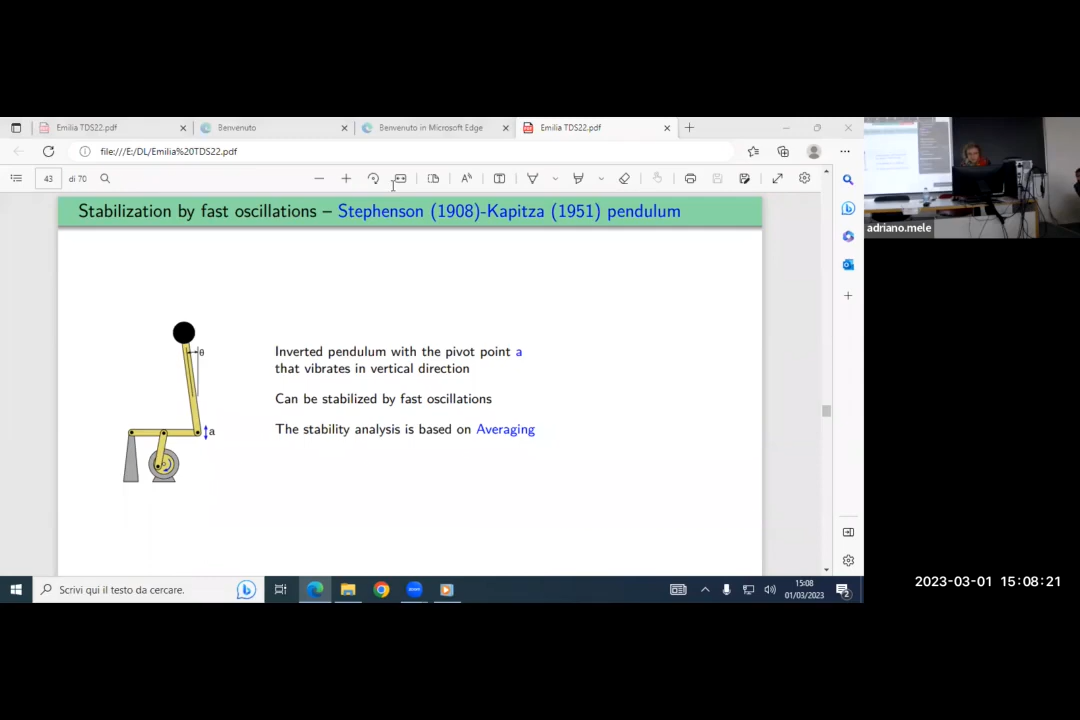 Emilia TDS22.pdf
Benvenuto
Benvenuto in Microsoft Edge
Emilia TDS22.pdf
file:///E:/DL/Emilia%20TDS22.pdf
43 di 70
Stabilization by fast oscillations – Stephenson (1908)-Kapitza (1951) pendulum
θ
a
Inverted pendulum with the pivot point a
that vibrates in vertical direction
Can be stabilized by fast oscillations
The stability analysis is based on Averaging
adriano.mele
2023-03-01 15:08:21
Scrivi qui il testo da cercare.
zoom
15:08
01/03/2023
2